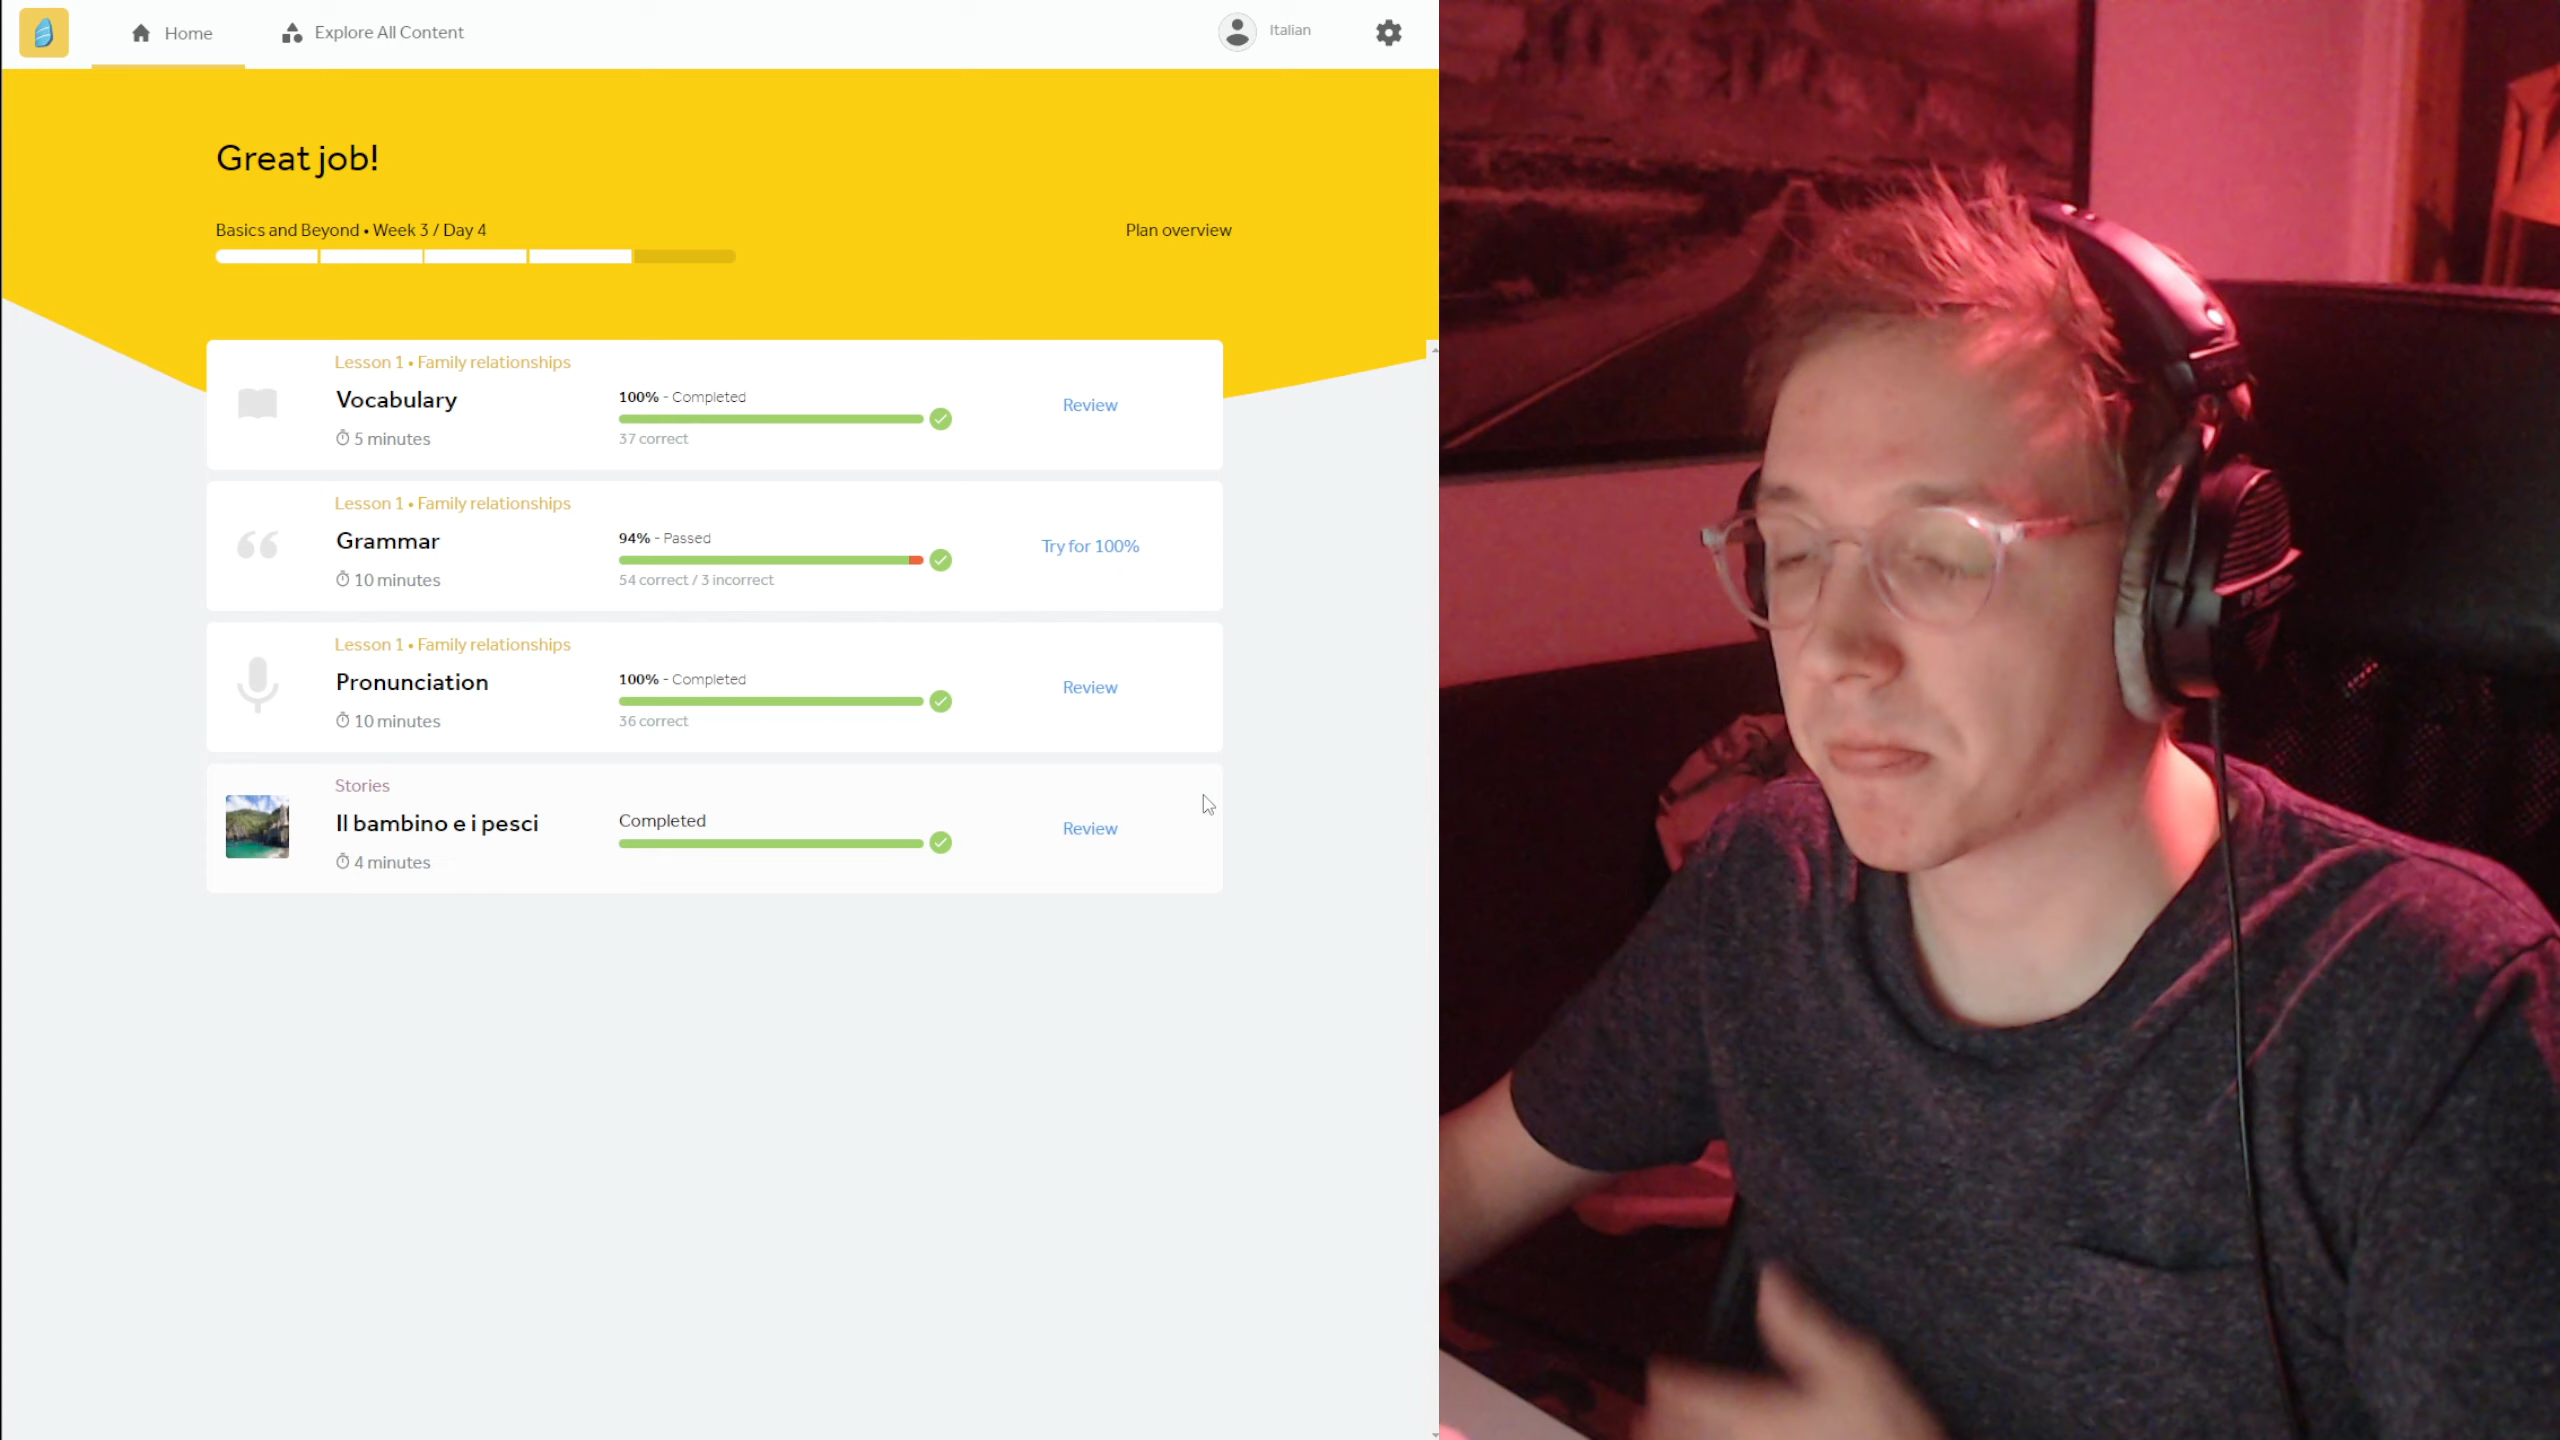 Home
Explore All Content
Italian
Great job!
Basics and Beyond • Week 3 / Day 4
Plan overview
Lesson 1 • Family relationships
Vocabulary
5 minutes
100% - Completed
37 correct
Review
Lesson 1 • Family relationships
Grammar
10 minutes
94% - Passed
54 correct / 3 incorrect
Try for 100%
Lesson 1 • Family relationships
Pronunciation
10 minutes
100% - Completed
36 correct
Review
Stories
Il bambino e i pesci
4 minutes
Completed
Review